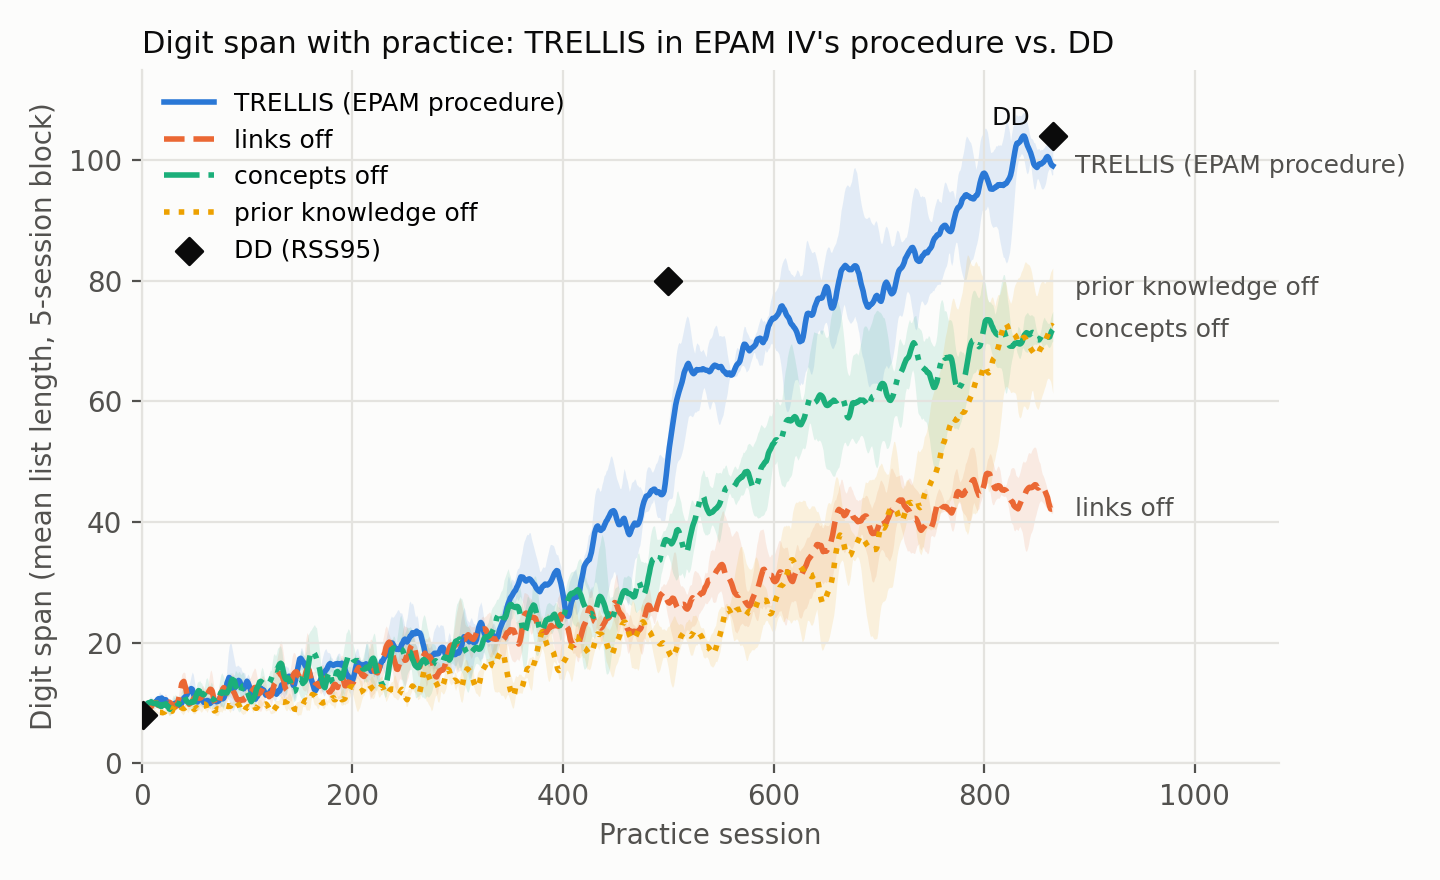 Digit span with practice: TRELLIS in EPAM IV's procedure vs. DD
Digit span (mean list length, 5-session block)
TRELLIS (EPAM procedure)
links off
concepts off
prior knowledge off
DD (RSS95)
DD
TRELLIS (EPAM procedure)
prior knowledge off
concepts off
links off
100
80
60
40
20
0
0 200 400 600 800 1000
Practice session